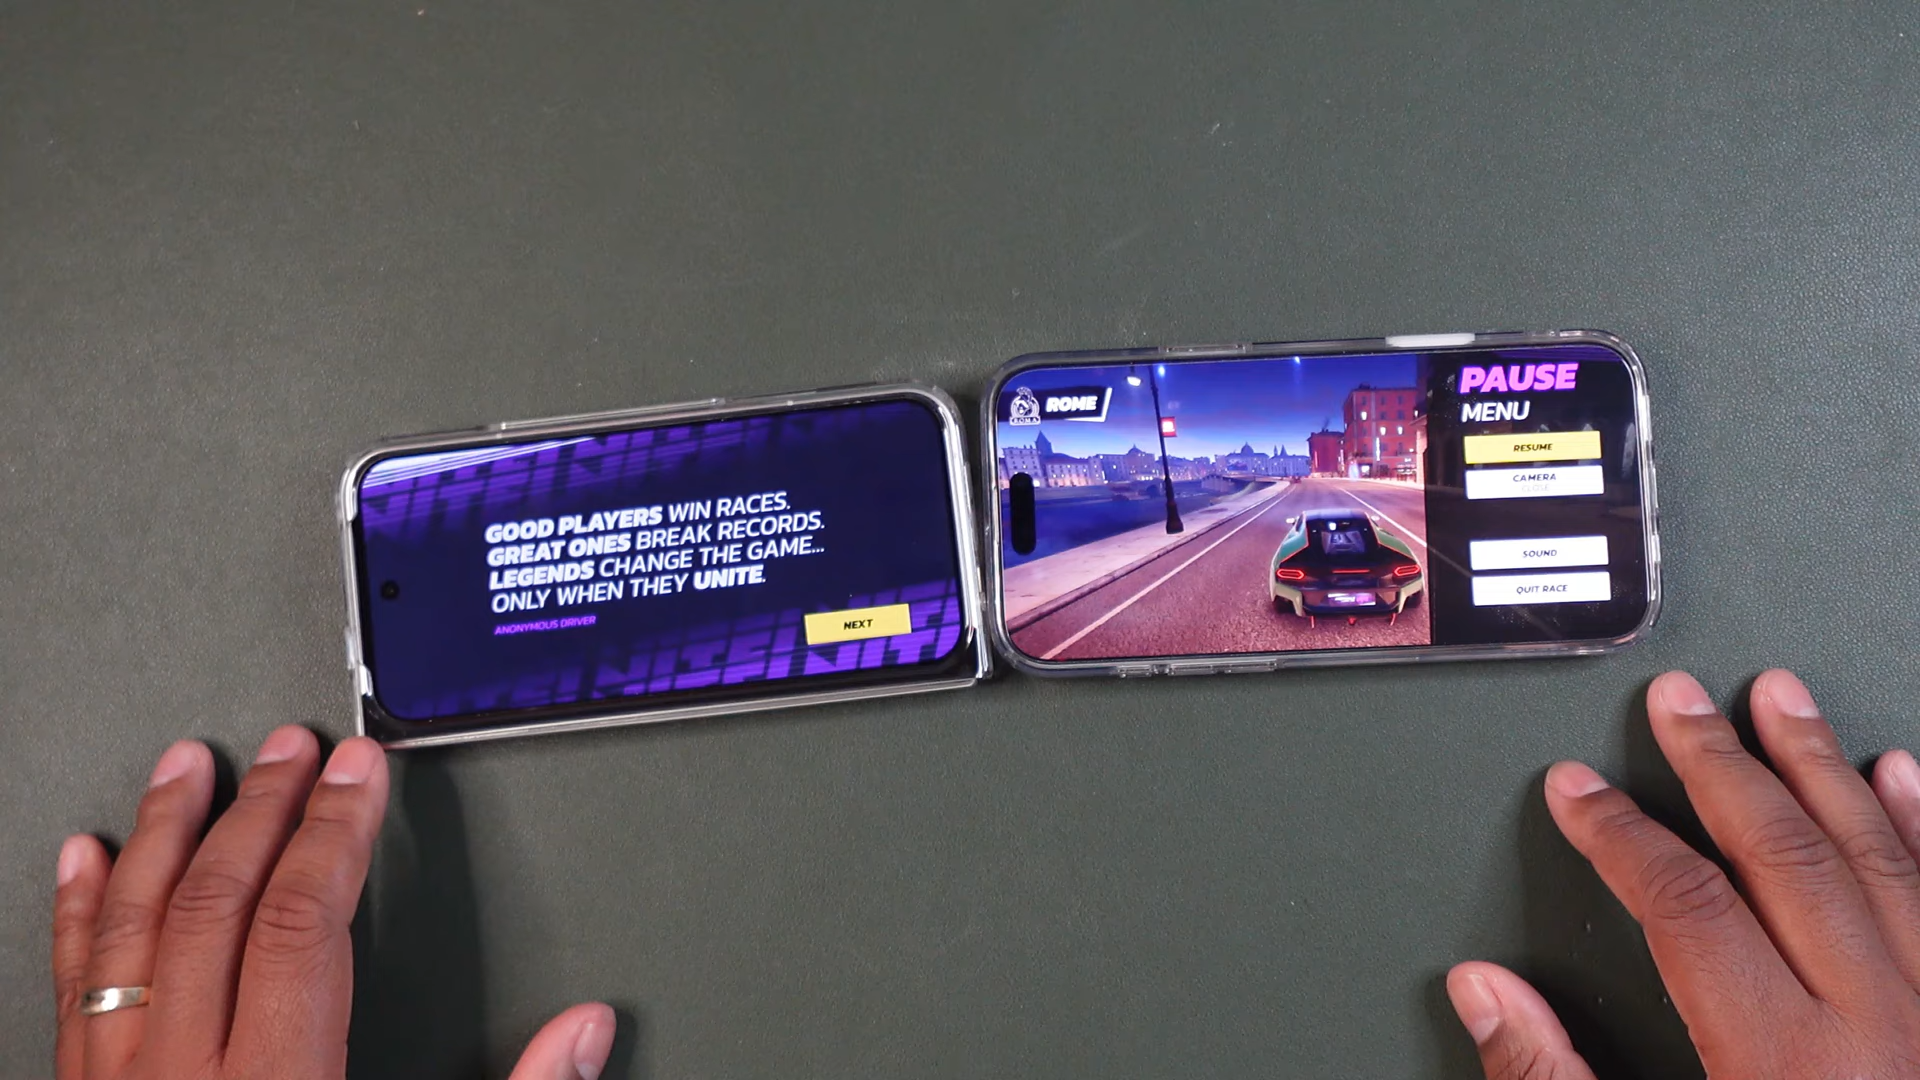 GOOD PLAYERS WIN RACES.
GREAT ONES BREAK RECORDS.
LEGENDS CHANGE THE GAME...
ONLY WHEN THEY UNITE.
ANONYMOUS DRIVER
NEXT
ROME
PAUSE
MENU
RESUME
CAMERA
CLOSE
SOUND
QUIT RACE